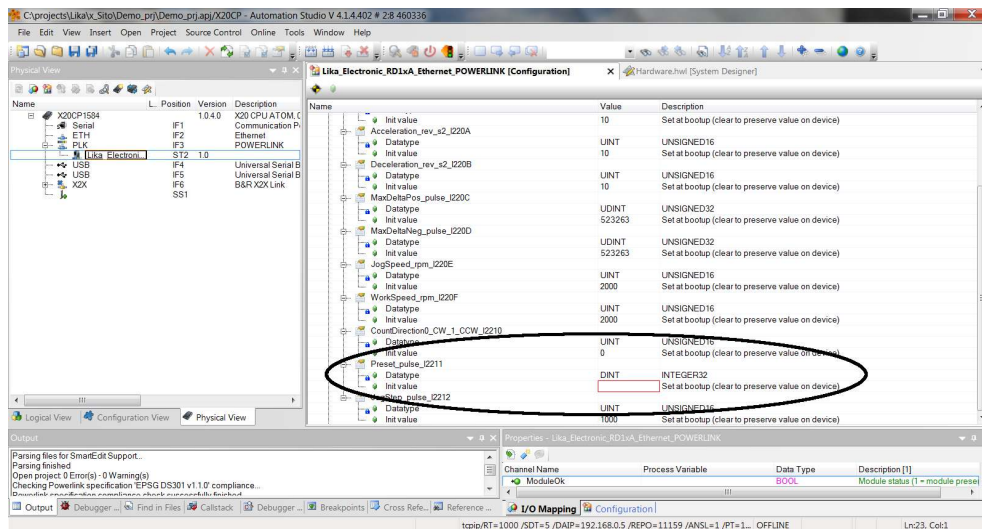 C:\projects\Lika\x_Sito\Demo_prj\Demo_prj.apj/X20CP - Automation Studio V 4.1.4.402 # 2:8 460336
File Edit View Insert Open Project Source Control Online Tools Window Help
Physical View
Lika_Electronic_RD1xA_Ethernet_POWERLINK [Configuration]
Hardware.hwl [System Designer]
Name L.. Position Version Description
X20CP1584 1.0.4.0 X20 CPU ATOM, 0
Serial IF1 Communication P
ETH IF2 Ethernet
PLK IF3 POWERLINK
Lika_Electroni... ST2 1.0
USB IF4 Universal Serial B
USB IF5 Universal Serial B
X2X IF6 B&R X2X Link
SS1
Name Value Description
Init value 10 Set at bootup (clear to preserve value on device)
Acceleration_rev_s2_I220A
Datatype UINT UNSIGNED16
Init value 10 Set at bootup (clear to preserve value on device)
Deceleration_rev_s2_I220B
Datatype UINT UNSIGNED16
Init value 10 Set at bootup (clear to preserve value on device)
MaxDeltaPos_pulse_I220C
Datatype UDINT UNSIGNED32
Init value 523263 Set at bootup (clear to preserve value on device)
MaxDeltaNeg_pulse_I220D
Datatype UDINT UNSIGNED32
Init value 523263 Set at bootup (clear to preserve value on device)
JogSpeed_rpm_I220E
Datatype UINT UNSIGNED16
Init value 2000 Set at bootup (clear to preserve value on device)
WorkSpeed_rpm_I220F
Datatype UINT UNSIGNED16
Init value 2000 Set at bootup (clear to preserve value on device)
CountDirection0_CW_1_CCW_I2210
Datatype UINT UNSIGNED16
Init value 0 Set at bootup (clear to preserve value on device)
Preset_pulse_I2211
Datatype DINT INTEGER32
Init value Set at bootup (clear to preserve value on device)
JogStep_pulse_I2212
Datatype UINT UNSIGNED16
Init value 1000 Set at bootup (clear to preserve value on device)
Logical View Configuration View Physical View
Output
Parsing files for SmartEdit Support...
Parsing finished
Open project: 0 Error(s) - 0 Warning(s)
Checking Powerlink specification 'EPSG DS301 v1.1.0' compliance...
Powerlink specification compliance check successfully finished
Output Debugger ... Find in Files Callstack Debugger ... Breakpoints Cross Refe... Reference ...
Properties - Lika_Electronic_RD1xA_Ethernet_POWERLINK
Channel Name Process Variable Data Type Description [1]
ModuleOk BOOL Module status (1 = module prese
I/O Mapping Configuration
tcpip/RT=1000 /SDT=5 /DAIP=192.168.0.5 /REPO=11159 /ANSL=1 /PT=1... OFFLINE Ln:23, Col:1